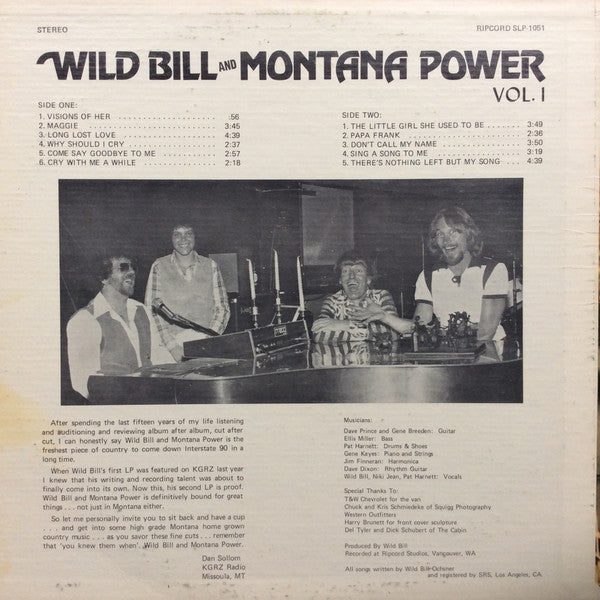 STEREO
RIPCORD SLP-1051
WILD BILL AND MONTANA POWER
VOL. I
SIDE ONE:
1. VISIONS OF HER . . . . . . . . . . . . . . . . . . :56
2. MAGGIE . . . . . . . . . . . . . . . . . . . . . . 3:45
3. LONG LOST LOVE . . . . . . . . . . . . . . . . . . 4:39
4. WHY SHOULD I CRY . . . . . . . . . . . . . . . . . 2:37
5. COME SAY GOODBYE TO ME . . . . . . . . . . . . 2:57
6. CRY WITH ME A WHILE . . . . . . . . . . . . . . 2:18
SIDE TWO:
1. THE LITTLE GIRL SHE USED TO BE . . . . . . . 3:49
2. PAPA FRANK . . . . . . . . . . . . . . . . . . . . 2:36
3. DON'T CALL MY NAME . . . . . . . . . . . . . . 3:50
4. SING A SONG TO ME . . . . . . . . . . . . . . . 3:19
5. THERE'S NOTHING LEFT BUT MY SONG . . . . 4:39
After spending the last fifteen years of my life listening
and auditioning and reviewing album after album, cut after
cut, I can honestly say Wild Bill and Montana Power is the
freshest piece of country to come down Interstate 90 in a
long time.
When Wild Bill's first LP was featured on KGRZ last year
I knew that his writing and recording talent was about to
finally come into its own. Now this, his second LP is proof.
Wild Bill and Montana Power is definitively bound for great
things . . . not just in Montana either.
So let me personally invite you to sit back and have a cup
. . . and get into some high grade Montana home grown
country music . . . as you savor these fine cuts . . . remember
that 'you knew them when'. Wild Bill and Montana Power.
Dan Sollom
KGRZ Radio
Missoula, MT
Musicians:
Dave Prince and Gene Breeden: Guitar
Ellis Miller: Bass
Pat Harnett: Drums & Shoes
Gene Keyes: Piano and Strings
Jim Finneran: Harmonica
Dave Dixon: Rhythm Guitar
Wild Bill, Niki Jean, Pat Harnett: Vocals
Special Thanks To:
T&W Chevrolet for the van
Chuck and Kris Schmiedeke of Squigg Photography
Western Outfitters
Harry Brunett for front cover sculpture
Del Tyler and Dick Schubert of The Cabin
Produced By Wild Bill
Recorded at Ripcord Studios, Vancouver, WA
All songs written by Wild Bill Ochsner
and registered by SRS, Los Angeles, CA.